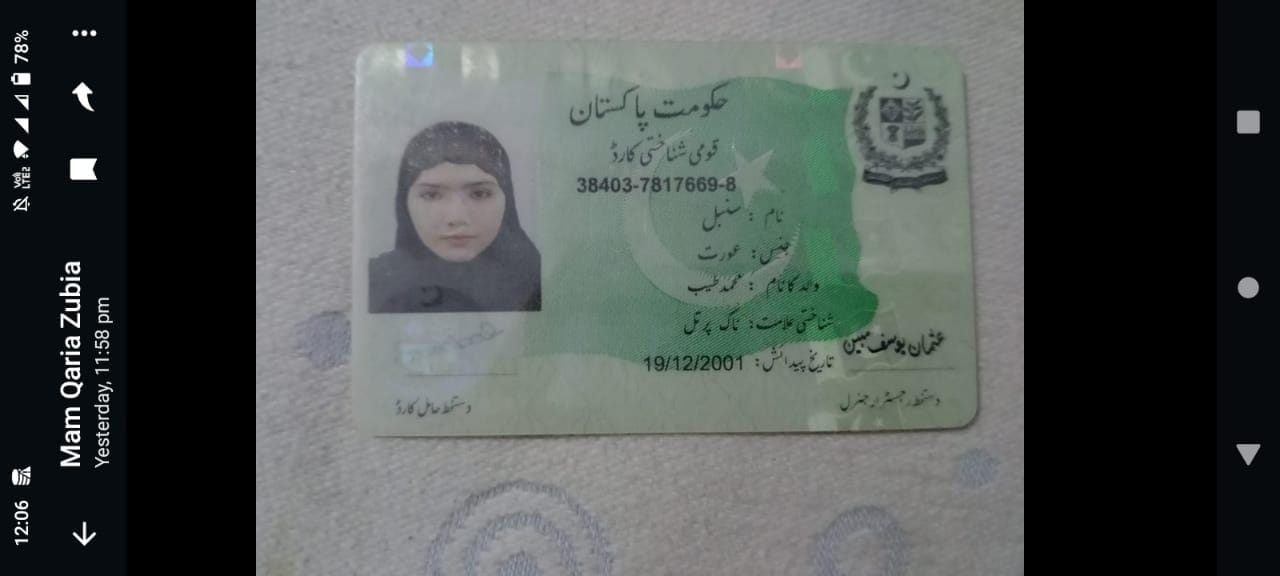 12:06
78%
VoB
LTE2
Mam Qaria Zubia
Yesterday, 11:58 pm
حکومت پاکستان
قومی شناختی کارڈ
38403-7817669-8
نام : سنبل
جنس : عورت
والد کا نام : محمد طیب
شناختی علامت : ناک پر تل
تاریخ پیدائش : 19/12/2001
عثمان یوسف مبین
دستخط حامل کارڈ
دستخط رجسٹرار جنرل